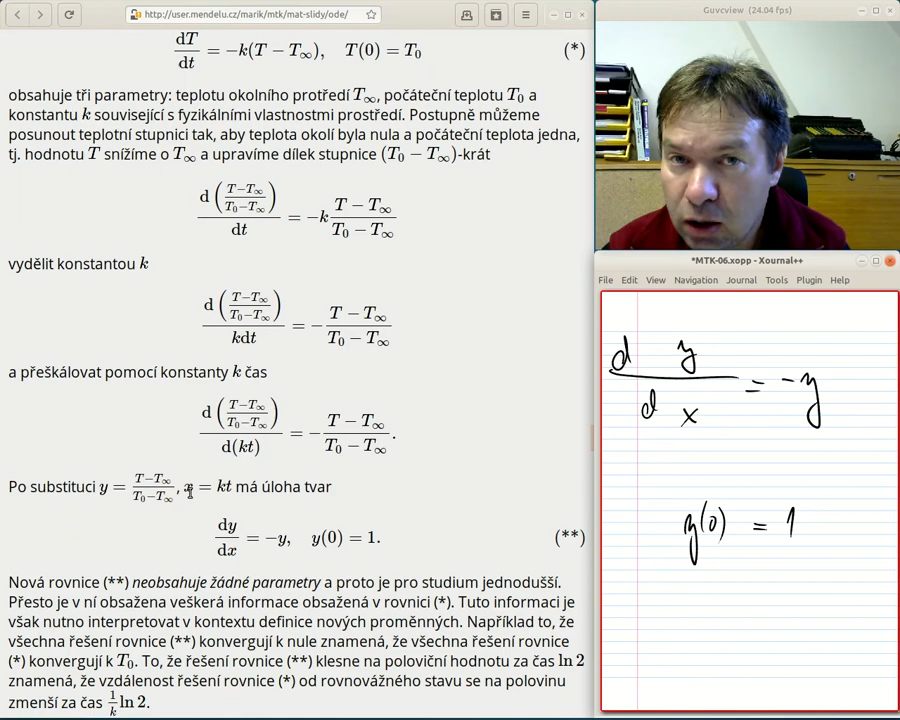 http://user.mendelu.cz/marik/mtk/mat-slidy/ode/
dT/dt = −k(T − T∞), T(0) = T₀ (*)
obsahuje tři parametry: teplotu okolního protředí T∞, počáteční teplotu T₀ a
konstantu k související s fyzikálními vlastnostmi prostředí. Postupně můžeme
posunout teplotní stupnici tak, aby teplota okolí byla nula a počáteční teplota jedna,
tj. hodnotu T snížíme o T∞ a upravíme dílek stupnice (T₀ − T∞)-krát
d((T−T∞)/(T₀−T∞))/dt = −k (T − T∞)/(T₀ − T∞)
vydělit konstantou k
d((T−T∞)/(T₀−T∞))/kdt = −(T − T∞)/(T₀ − T∞)
a přeškálovat pomocí konstanty k čas
d((T−T∞)/(T₀−T∞))/d(kt) = −(T − T∞)/(T₀ − T∞).
Po substituci y = (T−T∞)/(T₀−T∞), x = kt má úloha tvar
dy/dx = −y, y(0) = 1. (**)
Nová rovnice (**) neobsahuje žádné parametry a proto je pro studium jednodušší.
Přesto je v ní obsažena veškerá informace obsažená v rovnici (*). Tuto informaci je
však nutno interpretovat v kontextu definice nových proměnných. Například to, že
všechna řešení rovnice (**) konvergují k nule znamená, že všechna řešení rovnice
(*) konvergují k T₀. To, že řešení rovnice (**) klesne na poloviční hodnotu za čas ln 2
znamená, že vzdálenost řešení rovnice (*) od rovnovážného stavu se na polovinu
zmenší za čas 1/k ln 2.
Guvcview (24.04 fps)
*MTK-06.xopp - Xournal++
File Edit View Navigation Journal Tools Plugin Help
d y / d x = −y
y(0) = 1